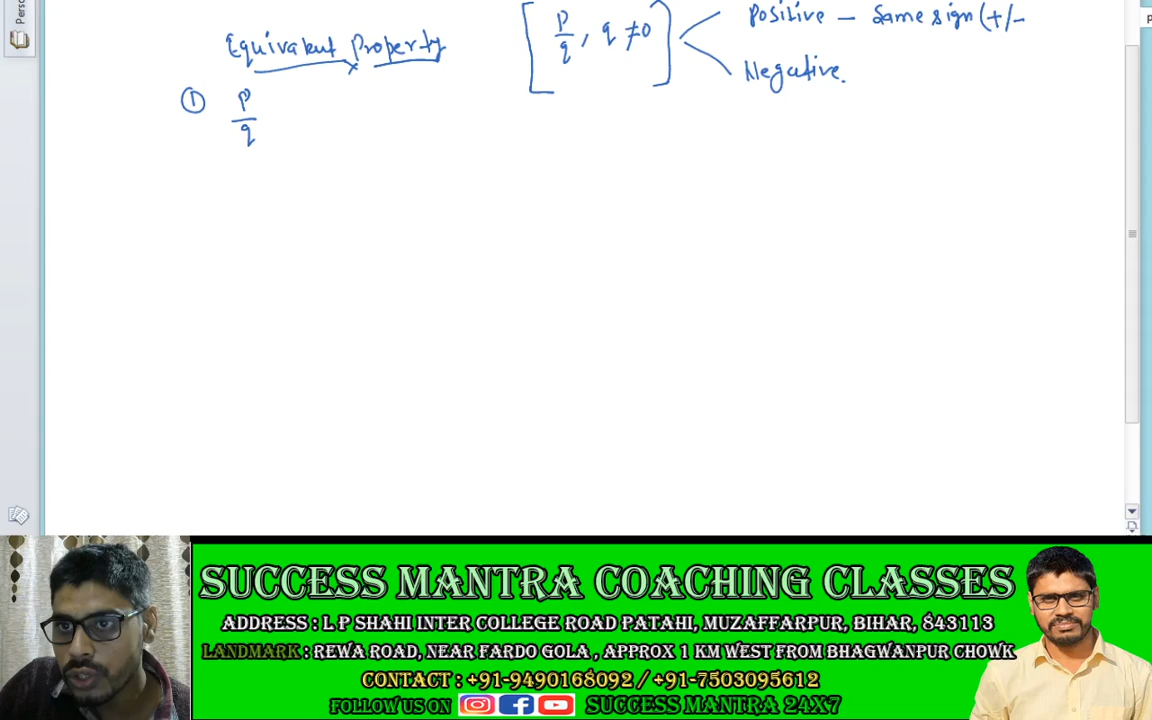 Perso
Equivalent Property
[ p/q, q ≠ 0 ]
Positive – Same sign (+/-
Negative.
① p/q
SUCCESS MANTRA COACHING CLASSES
ADDRESS : L P SHAHI INTER COLLEGE ROAD PATAHI, MUZAFFARPUR, BIHAR, 843113
LANDMARK : REWA ROAD, NEAR FARDO GOLA , APPROX 1 KM WEST FROM BHAGWANPUR CHOWK
CONTACT : +91-9490168092 / +91-7503095612
FOLLOW US ON SUCCESS MANTRA 24X7